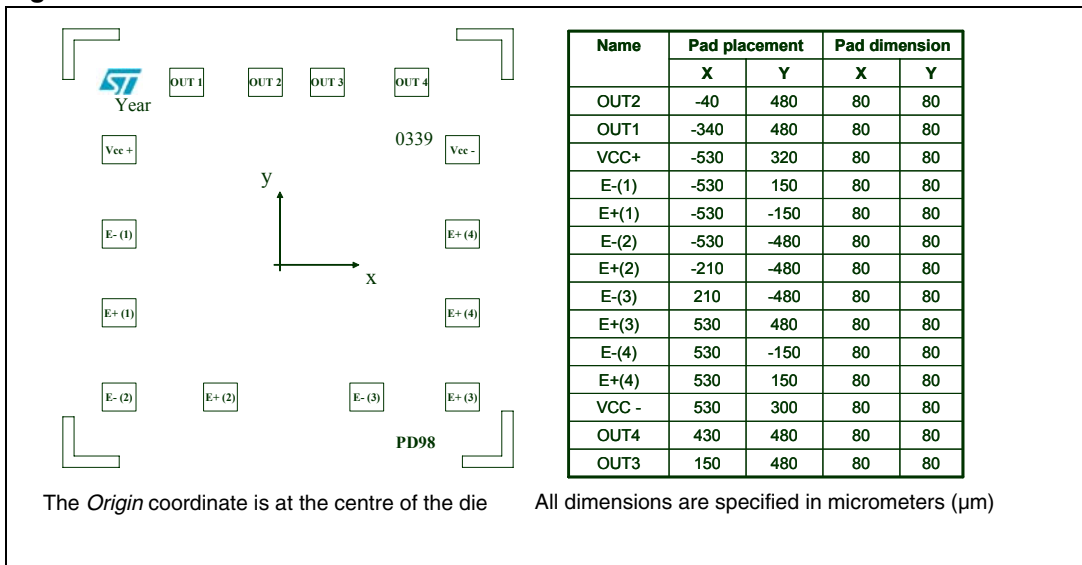 ST OUT 1 OUT 2 OUT 3 OUT 4
Year
Vcc + 0339 Vcc -
y
E- (1) E+ (4)
x
E+ (1) E+ (4)
E- (2) E+ (2) E- (3) E+ (3)
PD98
The Origin coordinate is at the centre of the die
Name Pad placement Pad dimension
X Y X Y
OUT2 -40 480 80 80
OUT1 -340 480 80 80
VCC+ -530 320 80 80
E-(1) -530 150 80 80
E+(1) -530 -150 80 80
E-(2) -530 -480 80 80
E+(2) -210 -480 80 80
E-(3) 210 -480 80 80
E+(3) 530 480 80 80
E-(4) 530 -150 80 80
E+(4) 530 150 80 80
VCC - 530 300 80 80
OUT4 430 480 80 80
OUT3 150 480 80 80
All dimensions are specified in micrometers (µm)